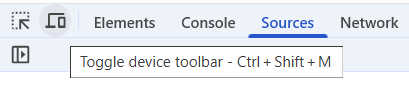 Elements Console Sources Network
Toggle device toolbar - Ctrl + Shift + M